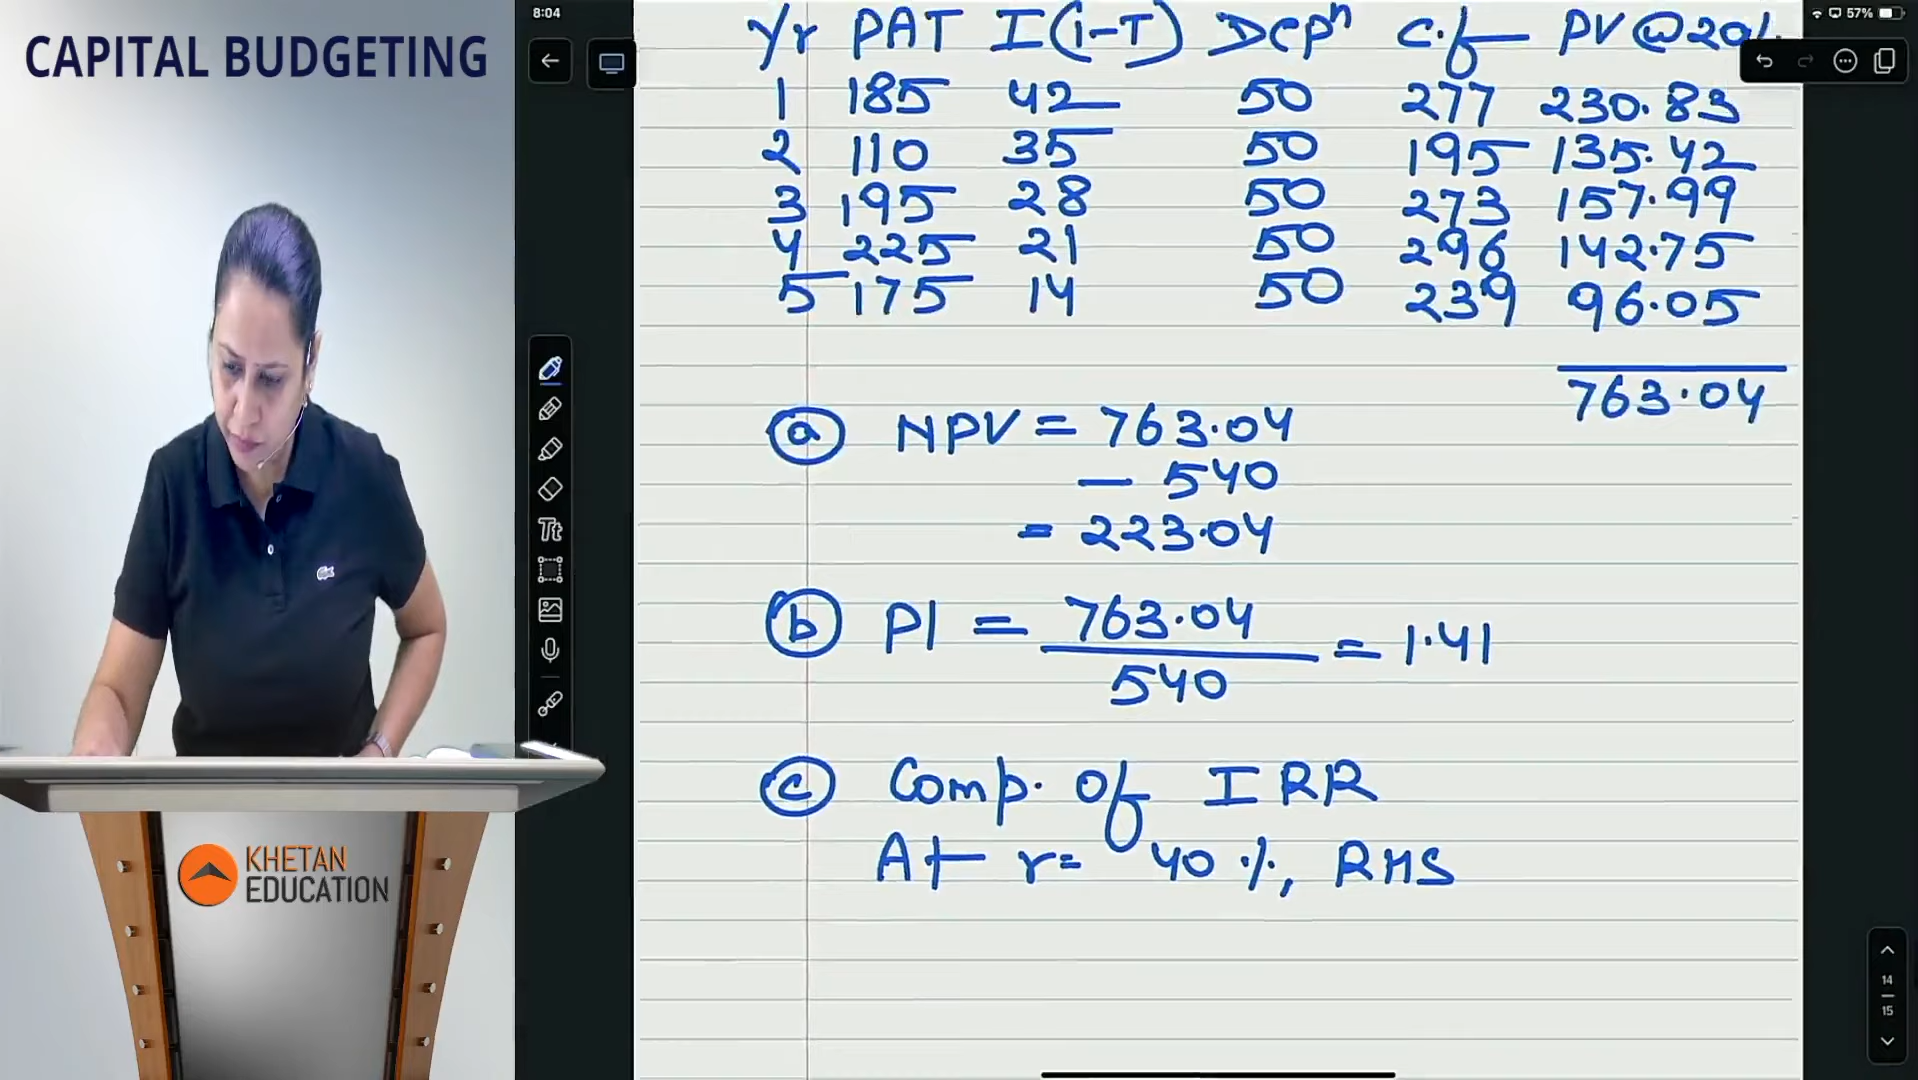 CAPITAL BUDGETING
8:04
57%
Yr PAT I(1-T) Depn C.f PV@20%
1 185 42 50 277 230.83
2 110 35 50 195 135.42
3 195 28 50 273 157.99
4 225 21 50 296 142.75
5 175 14 50 239 96.05
763.04
(a) NPV = 763.04
- 540
= 223.04
(b) PI = 763.04 / 540 = 1.41
(c) Comp. of IRR
At r= 40%, RHS
Tt
KHETAN
EDUCATION
14
15